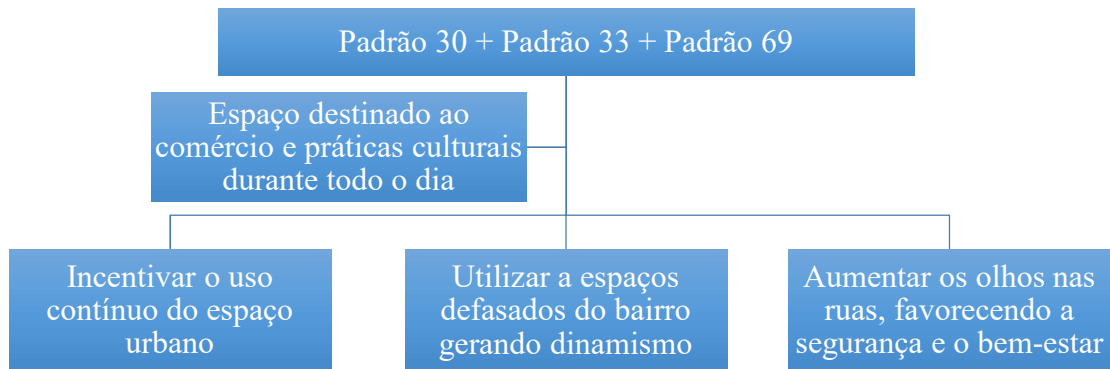 Padrão 30 + Padrão 33 + Padrão 69
Espaço destinado ao
comércio e práticas culturais
durante todo o dia
Incentivar o uso
contínuo do espaço
urbano
Utilizar a espaços
defasados do bairro
gerando dinamismo
Aumentar os olhos nas
ruas, favorecendo a
segurança e o bem-estar